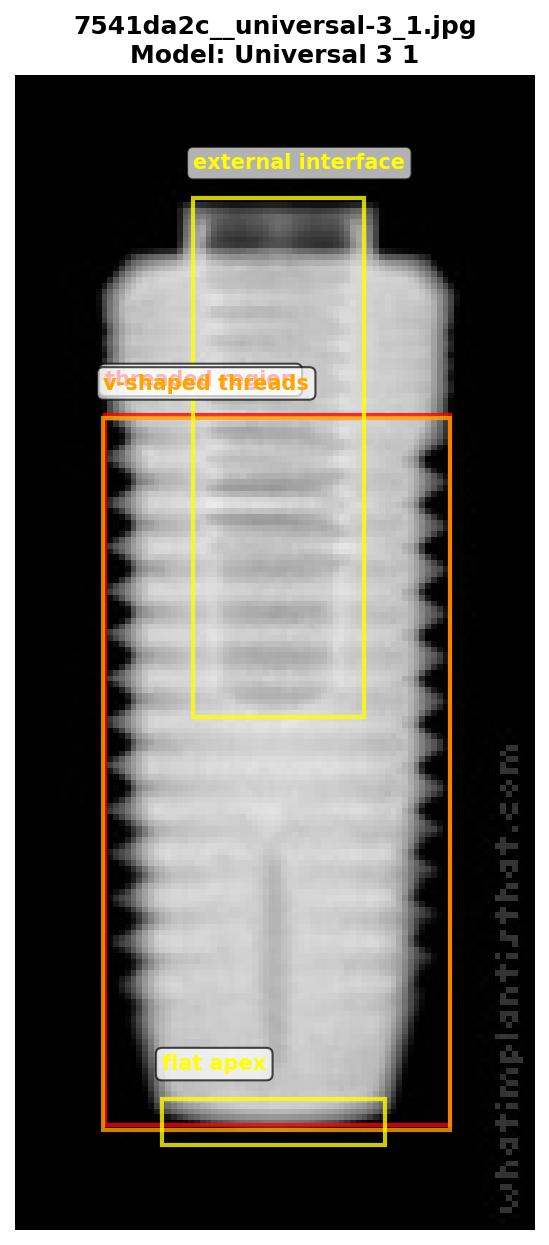 7541da2c__universal-3_1.jpg
Model: Universal 3 1
external interface
threaded region
v-shaped threads
flat apex
whatimplantisthat.com